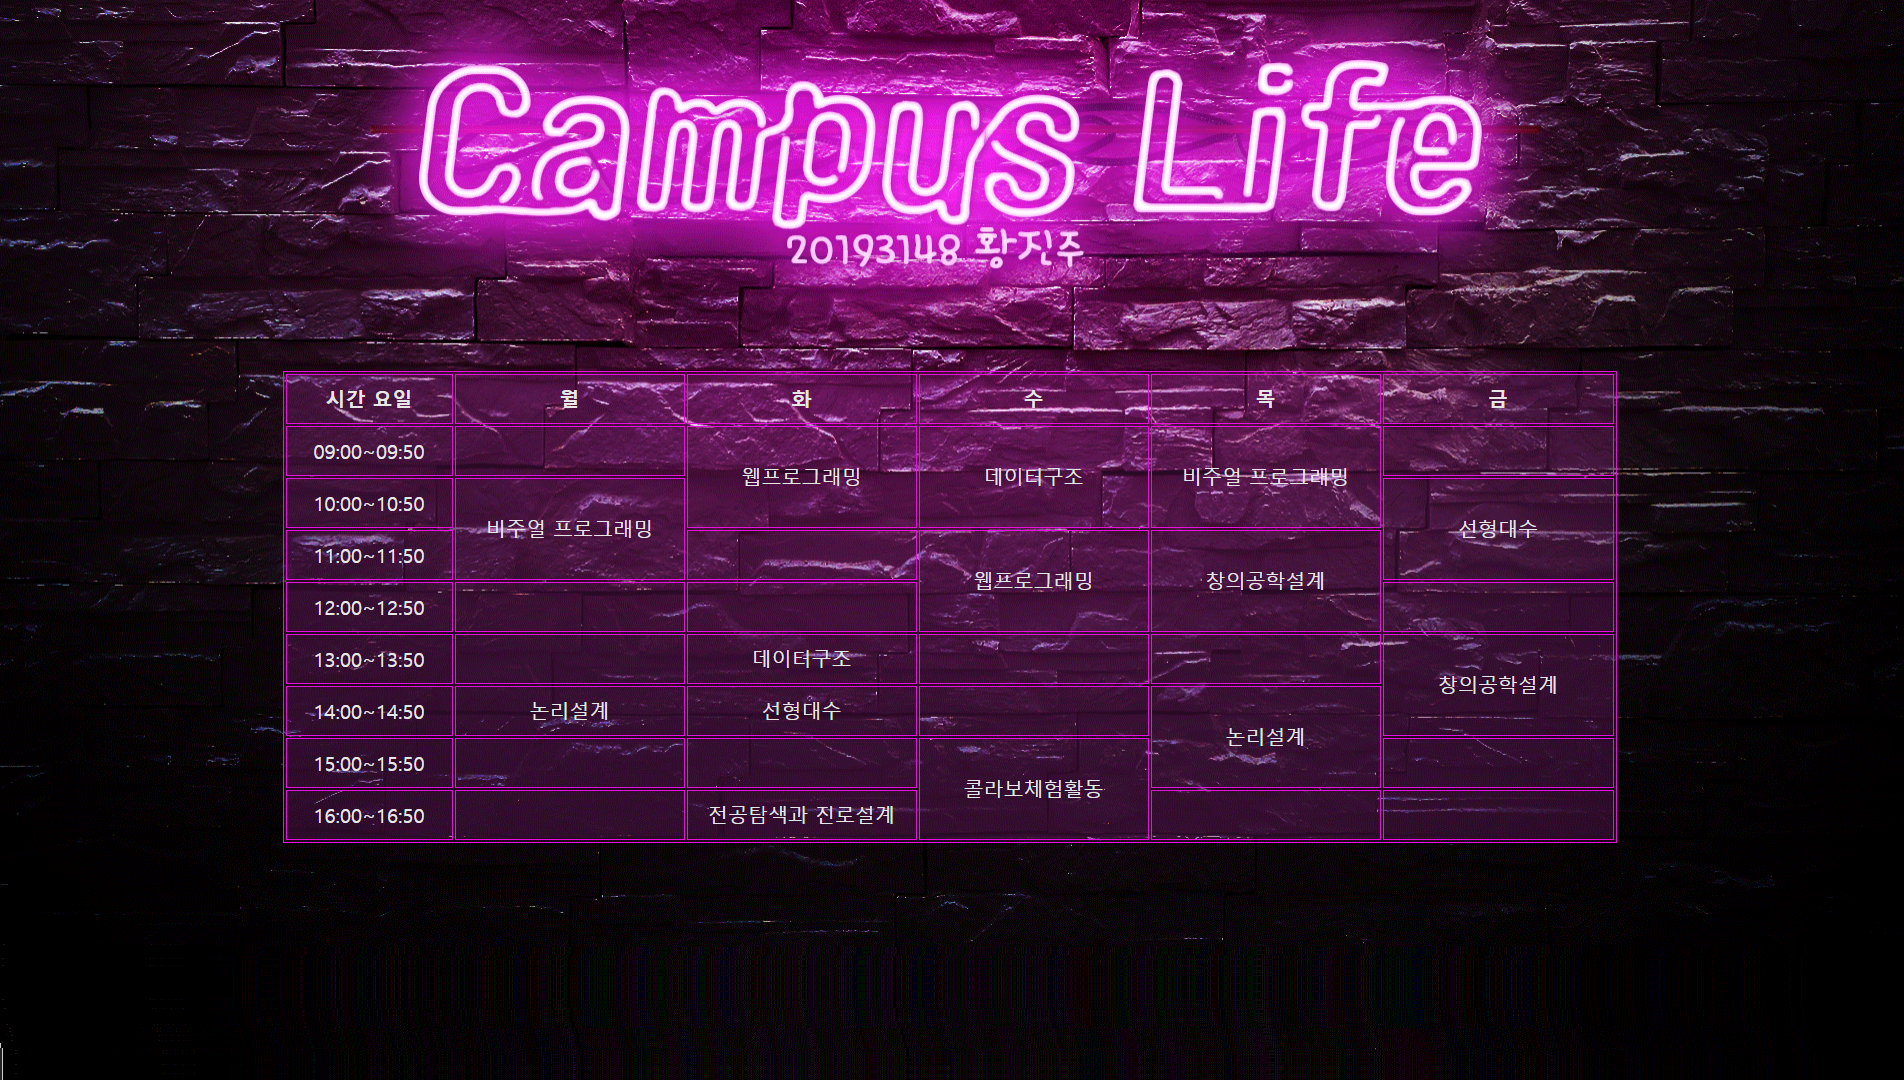 Campus Life
20193148 황진주
시간 요일 월 화 수 목 금
09:00~09:50
웹프로그래밍 데이터구조 비주얼 프로그래밍
10:00~10:50
비주얼 프로그래밍 선형대수
11:00~11:50
웹프로그래밍 창의공학설계
12:00~12:50
13:00~13:50 데이터구조
창의공학설계
14:00~14:50 논리설계 선형대수
논리설계
15:00~15:50
콜라보체험활동
16:00~16:50 전공탐색과 진로설계